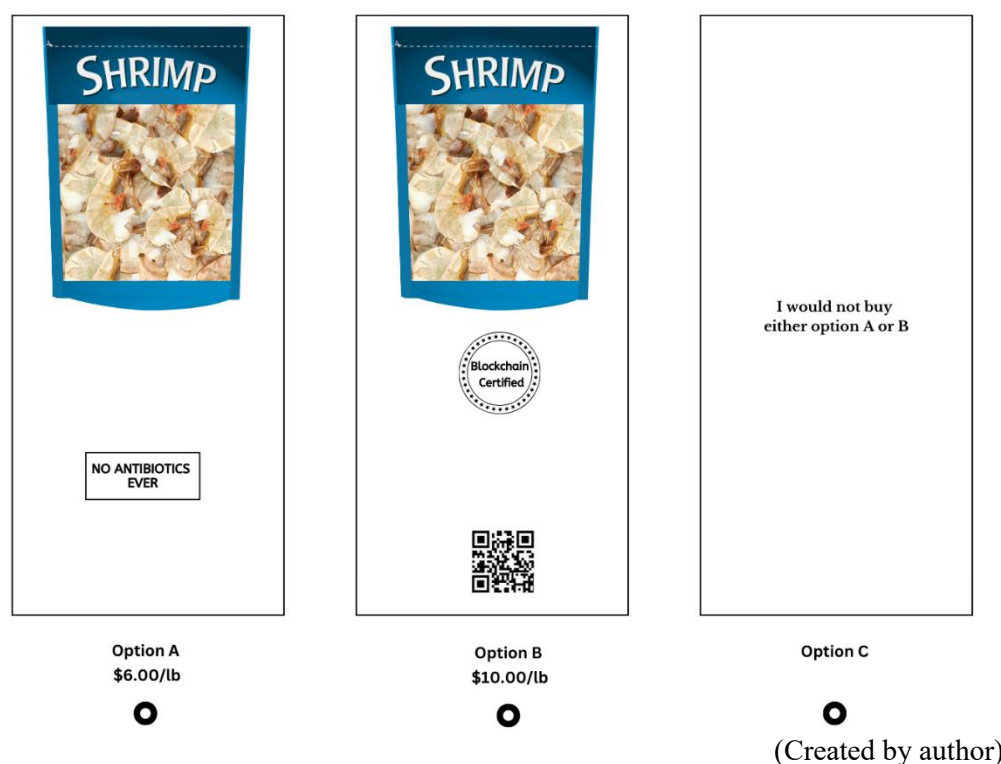 SHRIMP
NO ANTIBIOTICS
EVER
Option A
$6.00/lb
SHRIMP
Blockchain
Certified
Option B
$10.00/lb
I would not buy
either option A or B
Option C
(Created by author)